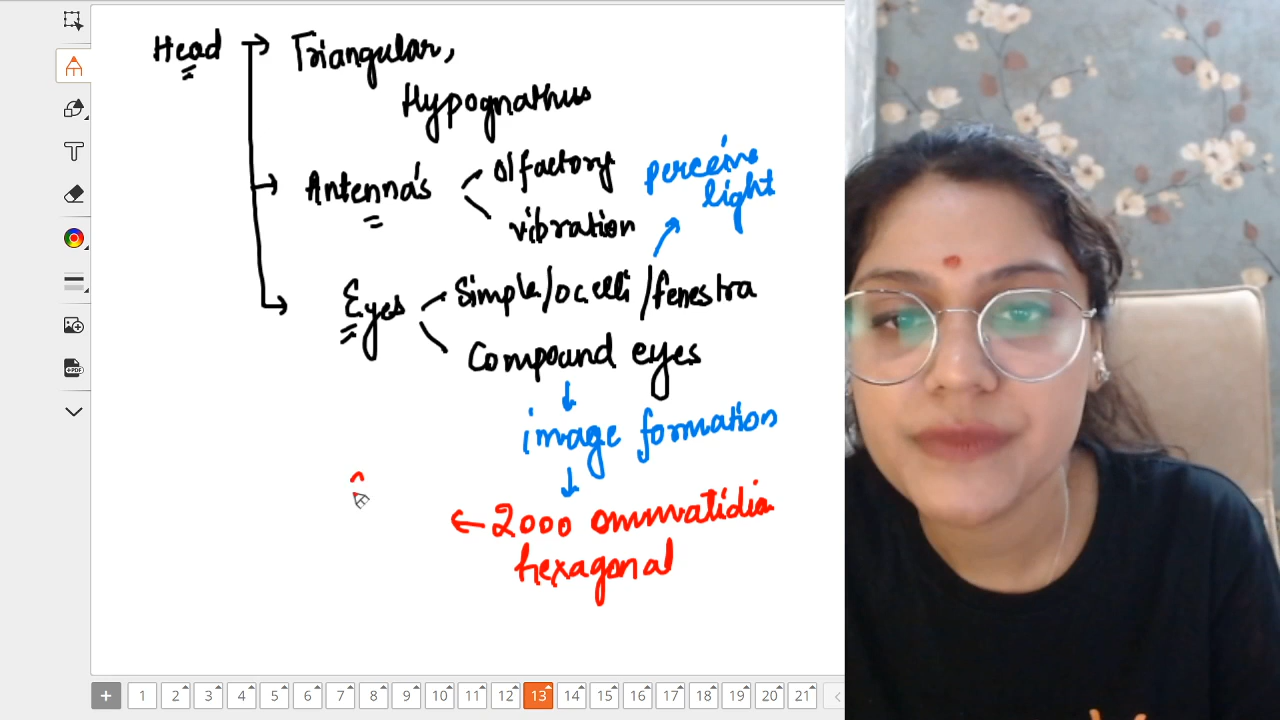 Head → Triangular,
Hypognathus
Antenna's
Olfactory
vibration
perceive
light
Eyes
Simple/ocelli/fenestra
Compound eyes
↓
image formation
↓
← 2000 ommatidia
hexagonal
+ 1 2 3 4 5 6 7 8 9 10 11 12 13 14 15 16 17 18 19 20 21
T
PDF